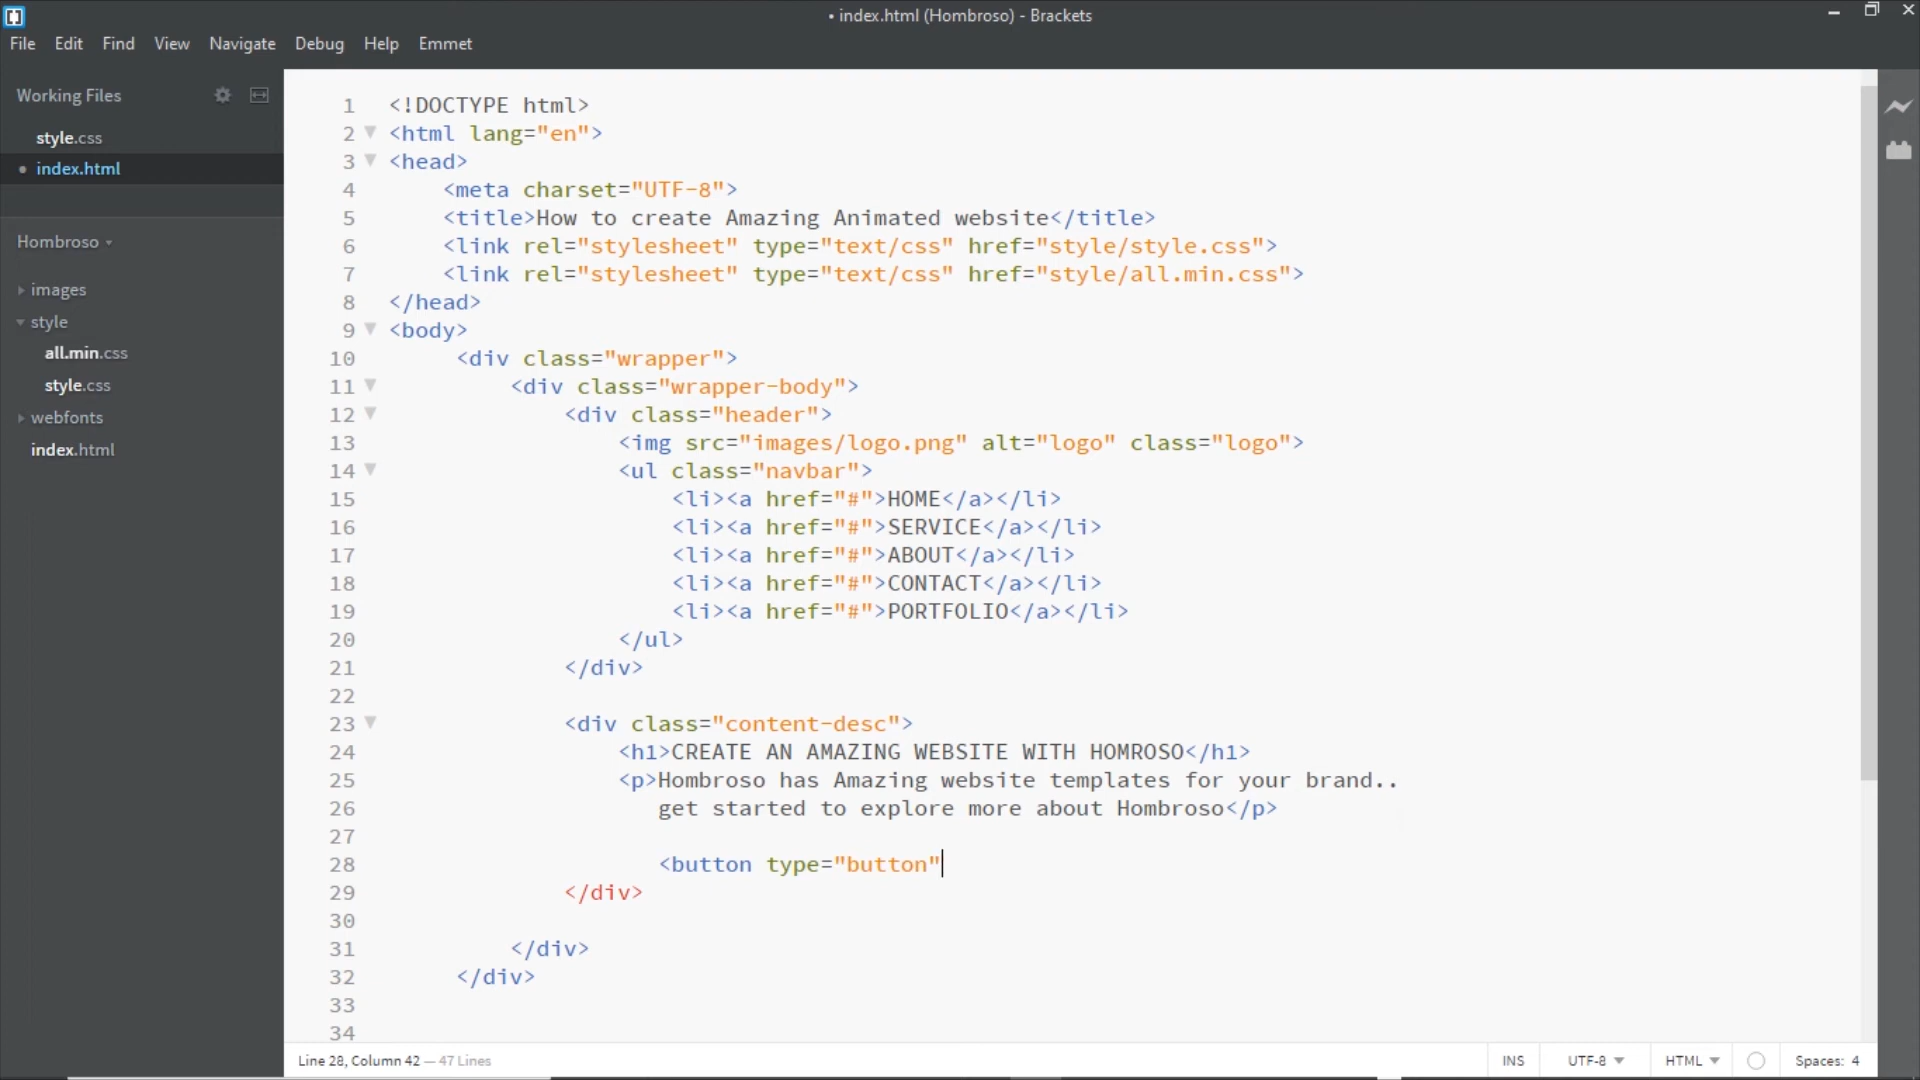 • index.html (Hombroso) - Brackets
File Edit Find View Navigate Debug Help Emmet
Working Files
style.css
• index.html
Hombroso
images
style
all.min.css
style.css
webfonts
index.html
1 <!DOCTYPE html>
2 <html lang="en">
3 <head>
4 <meta charset="UTF-8">
5 <title>How to create Amazing Animated website</title>
6 <link rel="stylesheet" type="text/css" href="style/style.css">
7 <link rel="stylesheet" type="text/css" href="style/all.min.css">
8 </head>
9 <body>
10 <div class="wrapper">
11 <div class="wrapper-body">
12 <div class="header">
13 <img src="images/logo.png" alt="logo" class="logo">
14 <ul class="navbar">
15 <li><a href="#">HOME</a></li>
16 <li><a href="#">SERVICE</a></li>
17 <li><a href="#">ABOUT</a></li>
18 <li><a href="#">CONTACT</a></li>
19 <li><a href="#">PORTFOLIO</a></li>
20 </ul>
21 </div>
22
23 <div class="content-desc">
24 <h1>CREATE AN AMAZING WEBSITE WITH HOMROSO</h1>
25 <p>Hombroso has Amazing website templates for your brand..
26 get started to explore more about Hombroso</p>
27
28 <button type="button"
29 </div>
30
31 </div>
32 </div>
33
34
Line 28, Column 42 — 47 Lines INS UTF-8 HTML Spaces: 4